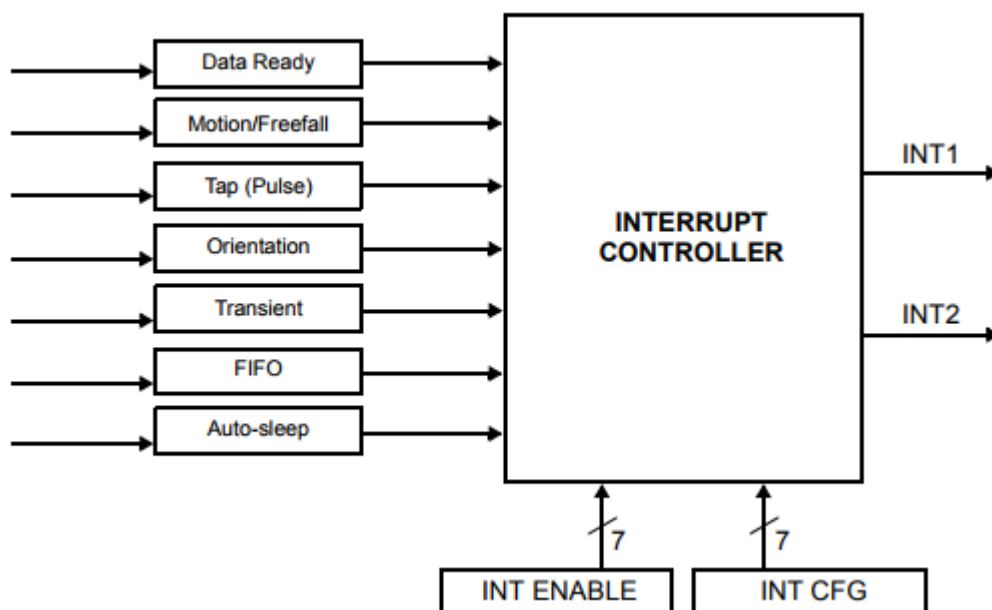 Data Ready
Motion/Freefall
Tap (Pulse)
Orientation
Transient
FIFO
Auto-sleep
INTERRUPT
CONTROLLER
INT1
INT2
7
7
INT ENABLE
INT CFG